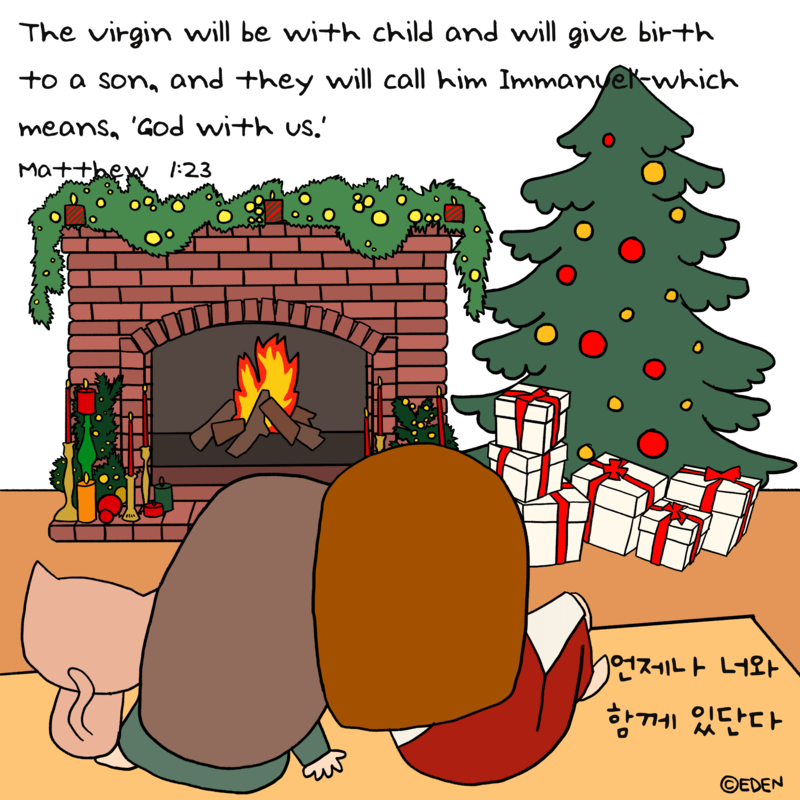 The virgin will be with child and will give birth
to a son, and they will call him Immanuel"-which
means, 'God with us.'
Matthew 1:23
언제나 너와
함께 있단다
©EDEN